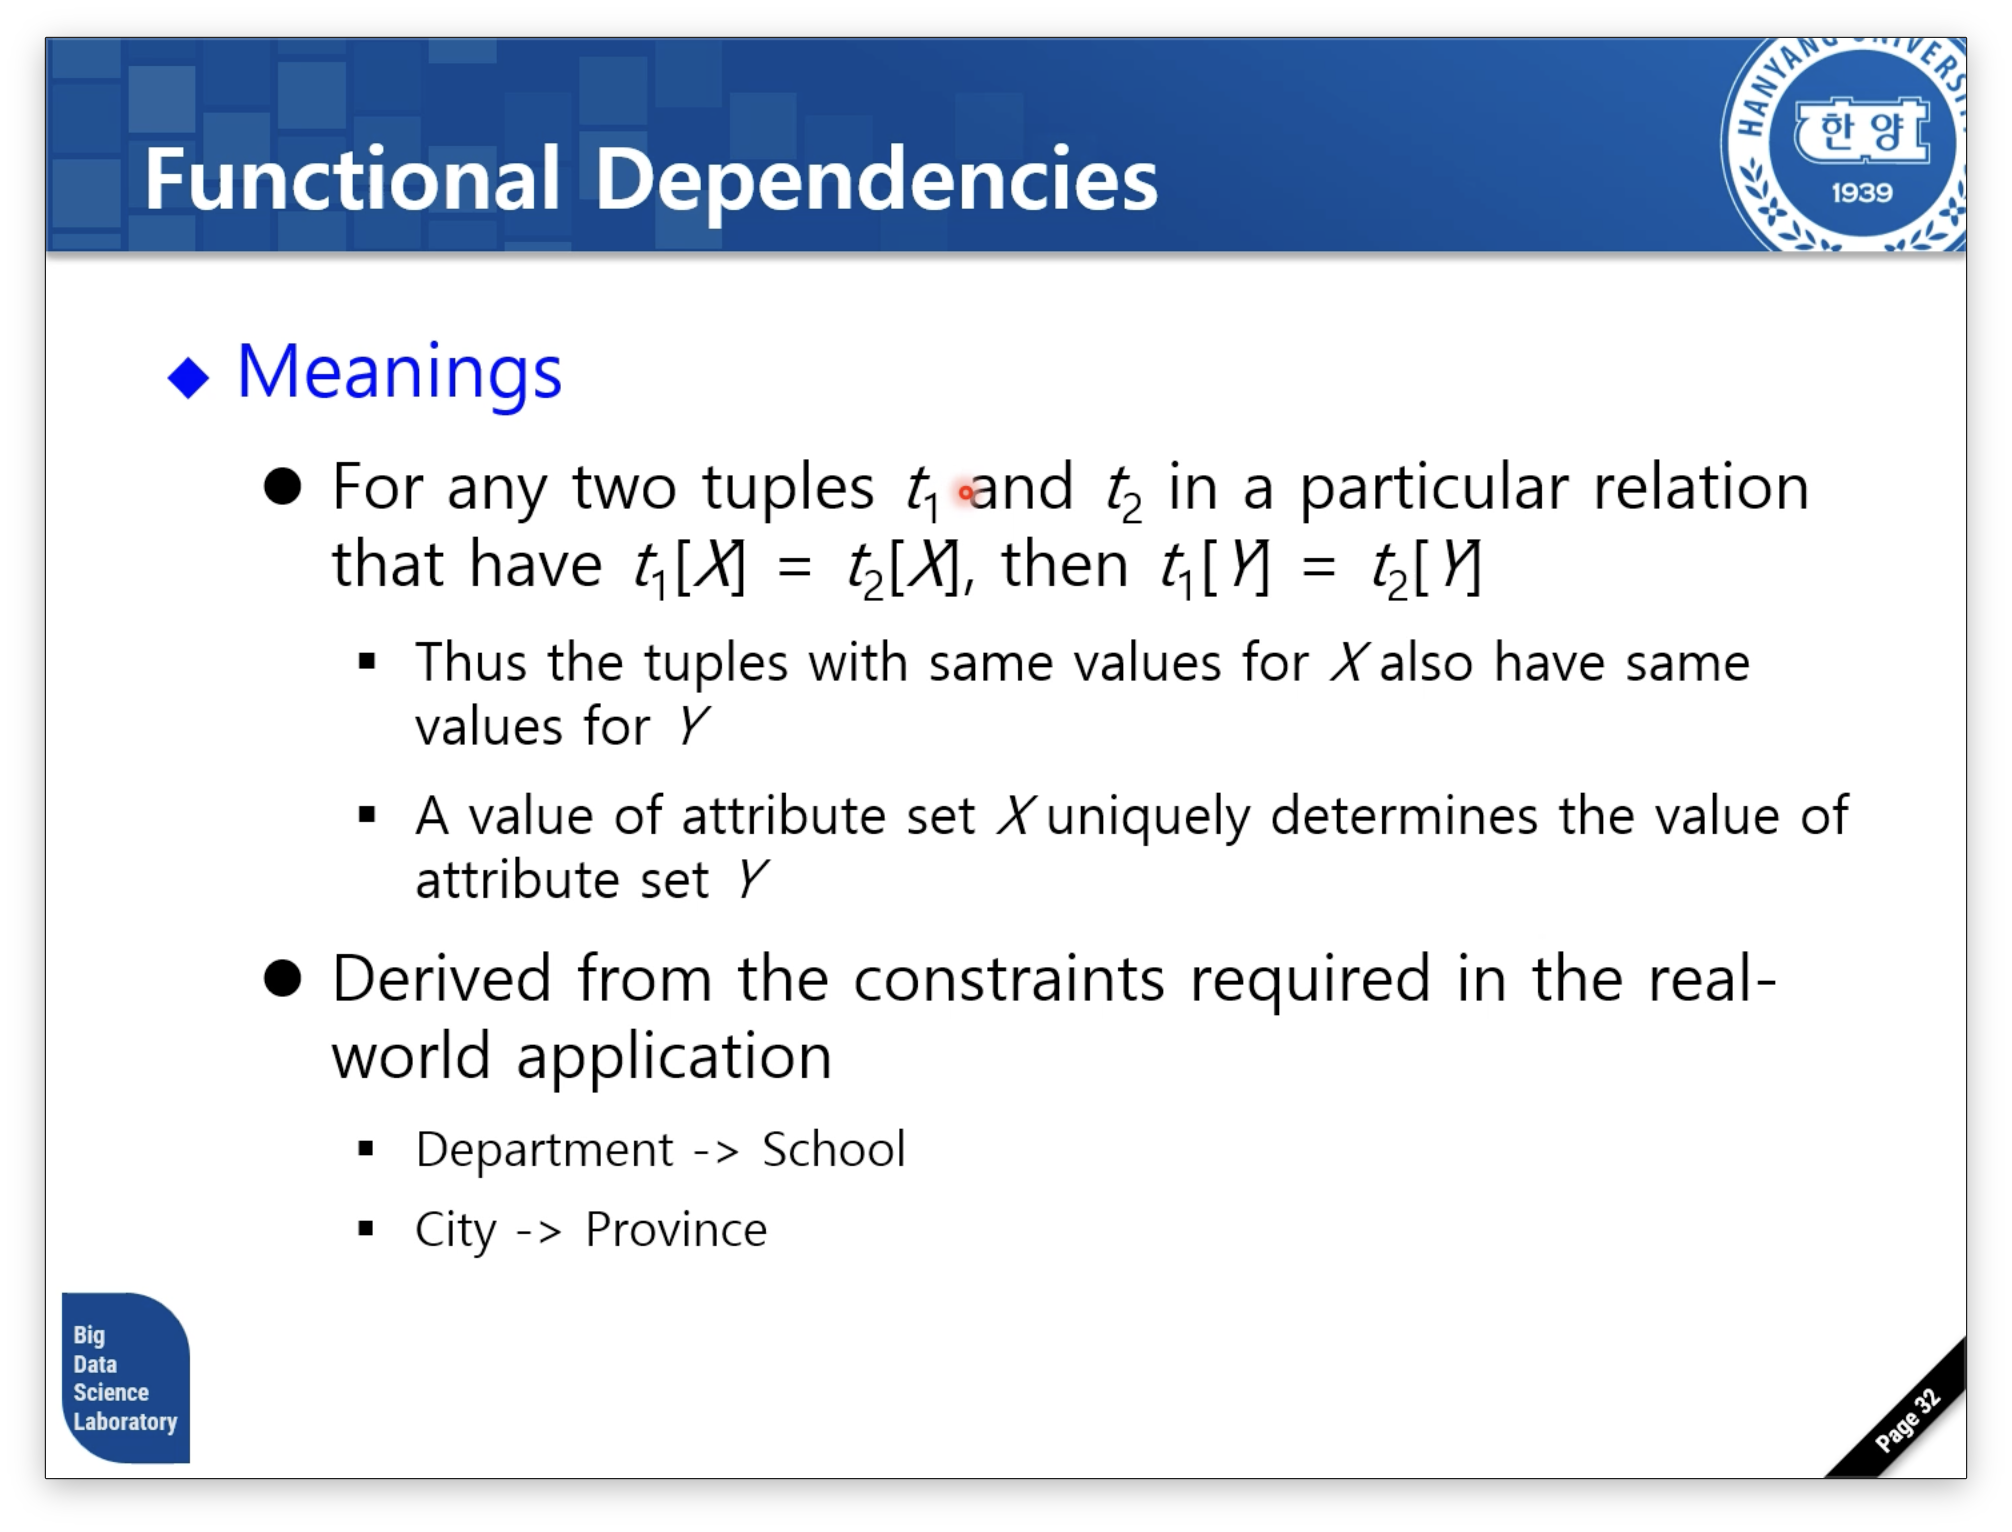 Functional Dependencies
HANYANG UNIVERSIT
한양
1939
◆ Meanings
● For any two tuples t₁ and t₂ in a particular relation
that have t₁[X] = t₂[X], then t₁[Y] = t₂[Y]
▪ Thus the tuples with same values for X also have same
values for Y
▪ A value of attribute set X uniquely determines the value of
attribute set Y
● Derived from the constraints required in the real-
world application
▪ Department -> School
▪ City -> Province
Big
Data
Science
Laboratory
Page 32